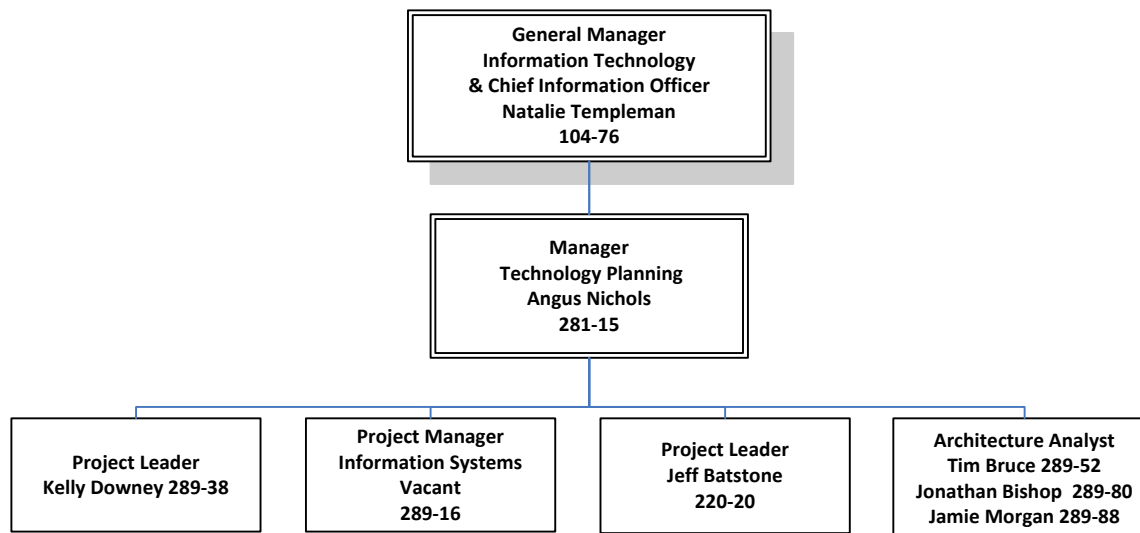 General Manager
Information Technology
& Chief Information Officer
Natalie Templeman
104-76
Manager
Technology Planning
Angus Nichols
281-15
Project Leader
Kelly Downey 289-38
Project Manager
Information Systems
Vacant
289-16
Project Leader
Jeff Batstone
220-20
Architecture Analyst
Tim Bruce 289-52
Jonathan Bishop 289-80
Jamie Morgan 289-88